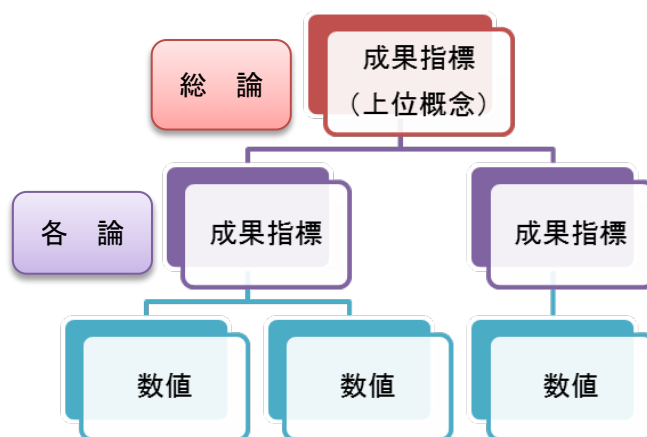 総　論
成果指標
（上位概念）
各　論
成果指標
成果指標
数値
数値
数値